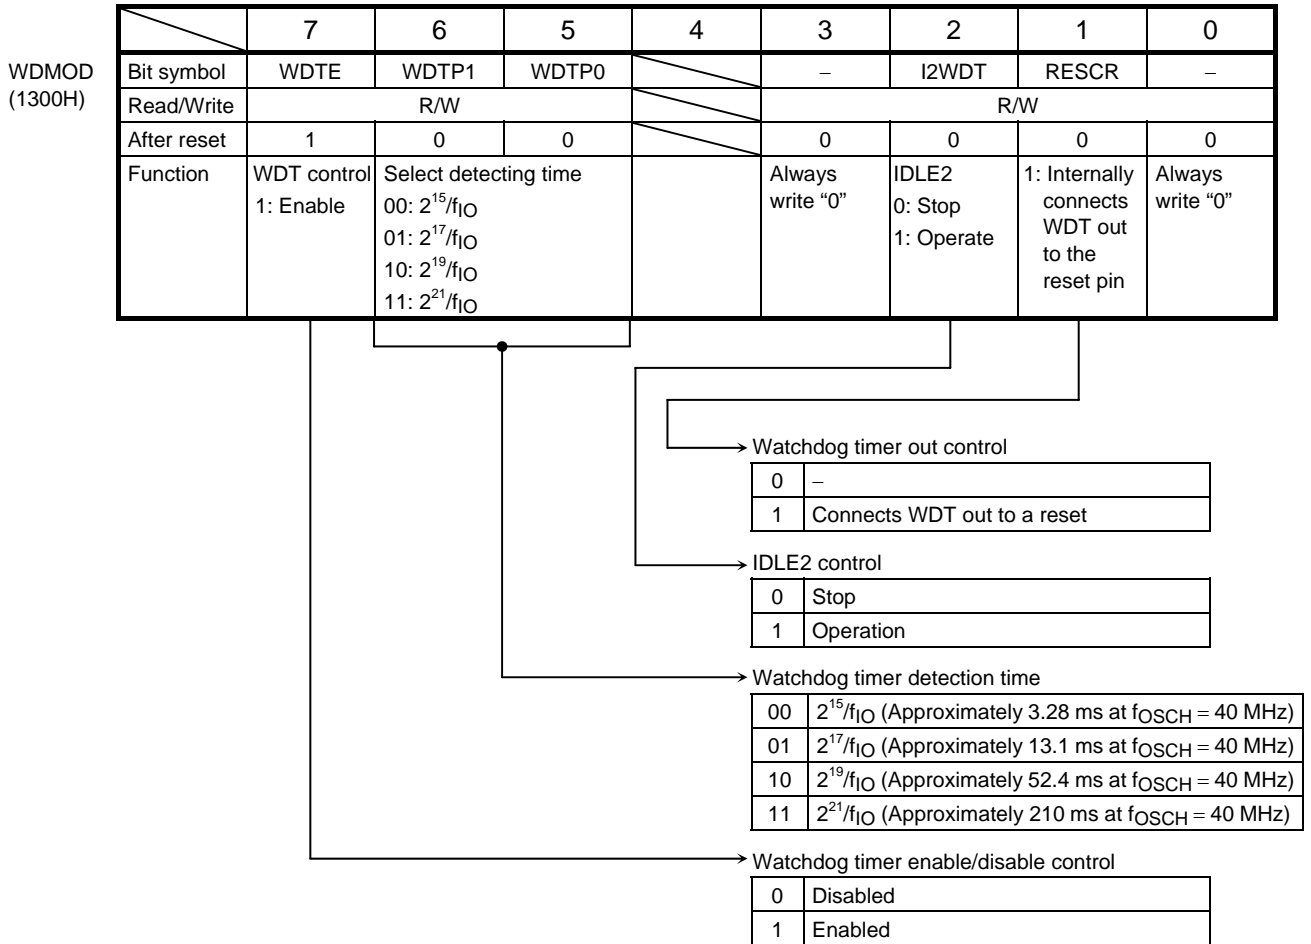 7 6 5 4 3 2 1 0
WDMOD
(1300H)
Bit symbol WDTE WDTP1 WDTP0 – I2WDT RESCR –
Read/Write R/W R/W
After reset 1 0 0 0 0 0 0
Function
WDT control
1: Enable
Select detecting time
00: 2^15/fIO
01: 2^17/fIO
10: 2^19/fIO
11: 2^21/fIO
Always
write “0”
IDLE2
0: Stop
1: Operate
1: Internally
connects
WDT out
to the
reset pin
Always
write “0”
Watchdog timer out control
0 –
1 Connects WDT out to a reset
IDLE2 control
0 Stop
1 Operation
Watchdog timer detection time
00 2^15/fIO (Approximately 3.28 ms at fOSCH = 40 MHz)
01 2^17/fIO (Approximately 13.1 ms at fOSCH = 40 MHz)
10 2^19/fIO (Approximately 52.4 ms at fOSCH = 40 MHz)
11 2^21/fIO (Approximately 210 ms at fOSCH = 40 MHz)
Watchdog timer enable/disable control
0 Disabled
1 Enabled